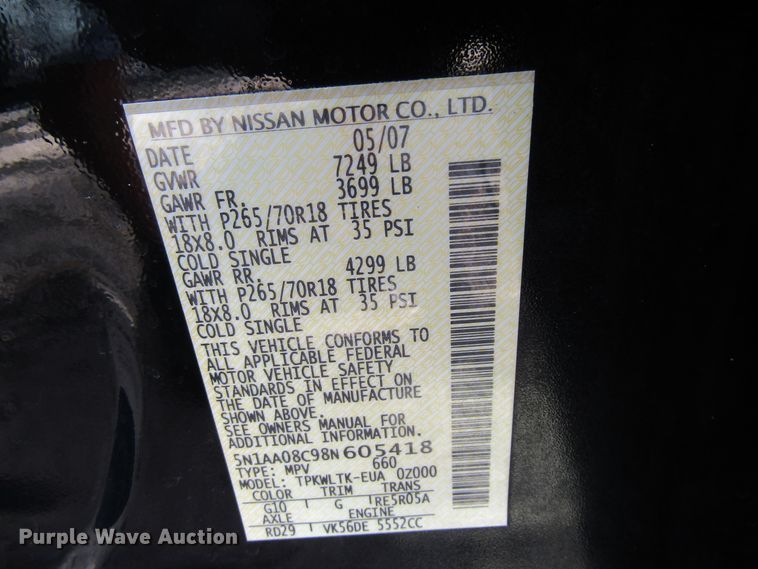 MFD BY NISSAN MOTOR CO., LTD.
DATE 05/07
GVWR 7249 LB
GAWR FR. 3699 LB
WITH P265/70R18 TIRES
18X8.0 RIMS AT 35 PSI
COLD SINGLE
GAWR RR. 4299 LB
WITH P265/70R18 TIRES
18X8.0 RIMS AT 35 PSI
COLD SINGLE
THIS VEHICLE CONFORMS TO
ALL APPLICABLE FEDERAL
MOTOR VEHICLE SAFETY
STANDARDS IN EFFECT ON
THE DATE OF MANUFACTURE
SHOWN ABOVE.
SEE OWNERS MANUAL FOR
ADDITIONAL INFORMATION.
5N1AA08C98N605418
TYPE: MPV 660
MODEL: TPKWLTK-EUA 0Z000
COLOR TRIM TRANS
G10 G RE5R05A
AXLE ENGINE
RD29 VK56DE 5552CC
Purple Wave Auction